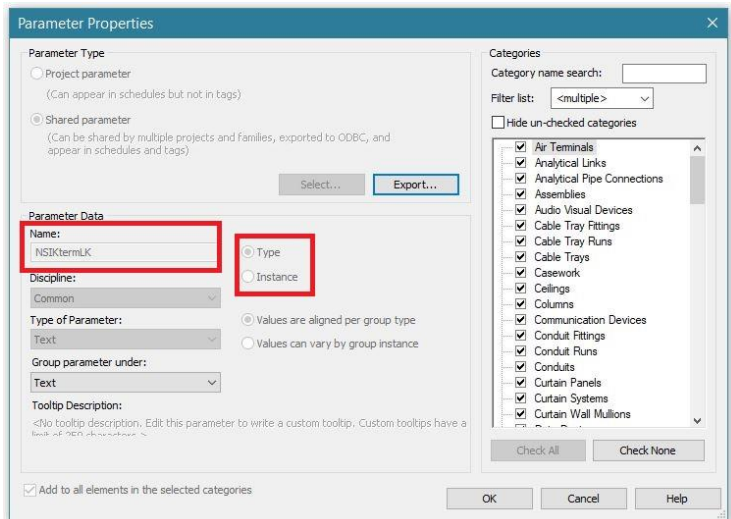 Parameter Properties
Parameter Type
Project parameter
(Can appear in schedules but not in tags)
Shared parameter
(Can be shared by multiple projects and families, exported to ODBC, and
appear in schedules and tags)
Select...
Export...
Parameter Data
Name:
NSIKtermLK
Type
Instance
Discipline:
Common
Type of Parameter:
Text
Values are aligned per group type
Values can vary by group instance
Group parameter under:
Text
Tooltip Description:
<No tooltip description. Edit this parameter to write a custom tooltip. Custom tooltips have a
Add to all elements in the selected categories
Categories
Category name search:
Filter list:
<multiple>
Hide un-checked categories
Air Terminals
Analytical Links
Analytical Pipe Connections
Assemblies
Audio Visual Devices
Cable Tray Fittings
Cable Tray Runs
Cable Trays
Casework
Ceilings
Columns
Communication Devices
Conduit Fittings
Conduit Runs
Conduits
Curtain Panels
Curtain Systems
Curtain Wall Mullions
Check All
Check None
OK
Cancel
Help